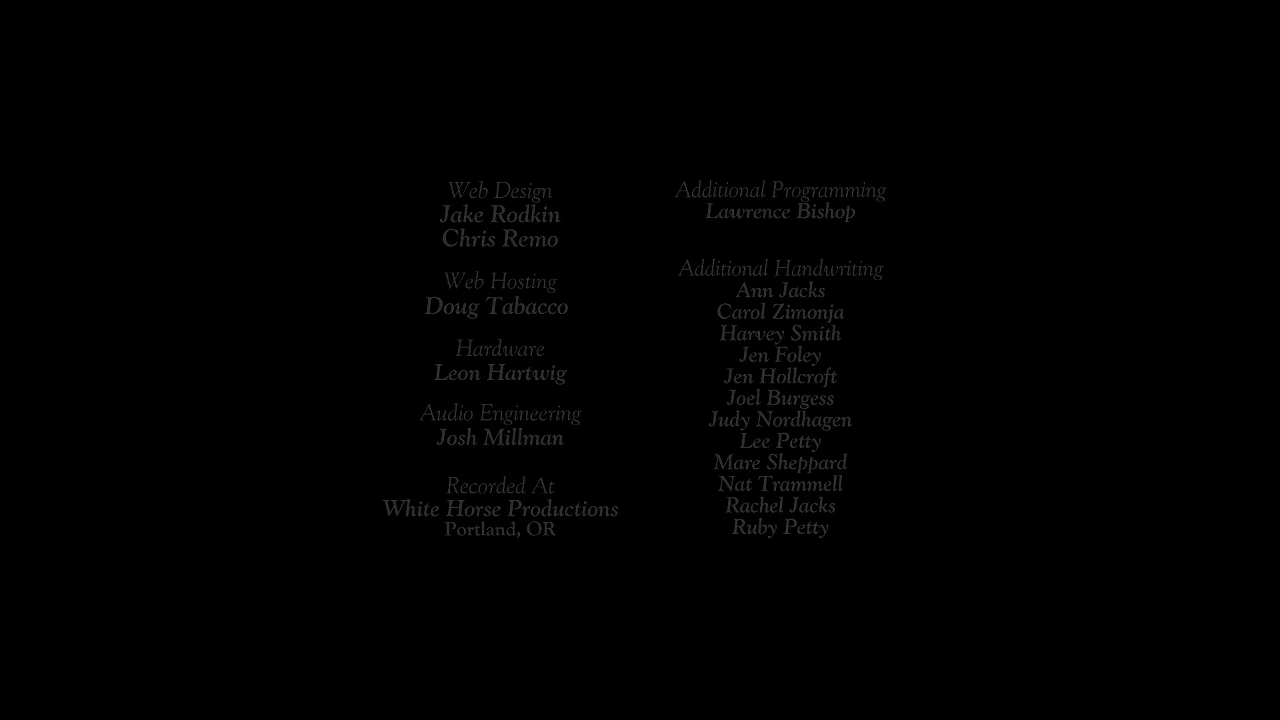 Web Design
Jake Rodkin
Chris Remo
Web Hosting
Doug Tabacco
Hardware
Leon Hartwig
Audio Engineering
Josh Millman
Recorded At
White Horse Productions
Portland, OR
Additional Programming
Lawrence Bishop
Additional Handwriting
Ann Jacks
Carol Zimonja
Harvey Smith
Jen Foley
Jen Hollcroft
Joel Burgess
Judy Nordhagen
Lee Petty
Mare Sheppard
Nat Trammell
Rachel Jacks
Ruby Petty